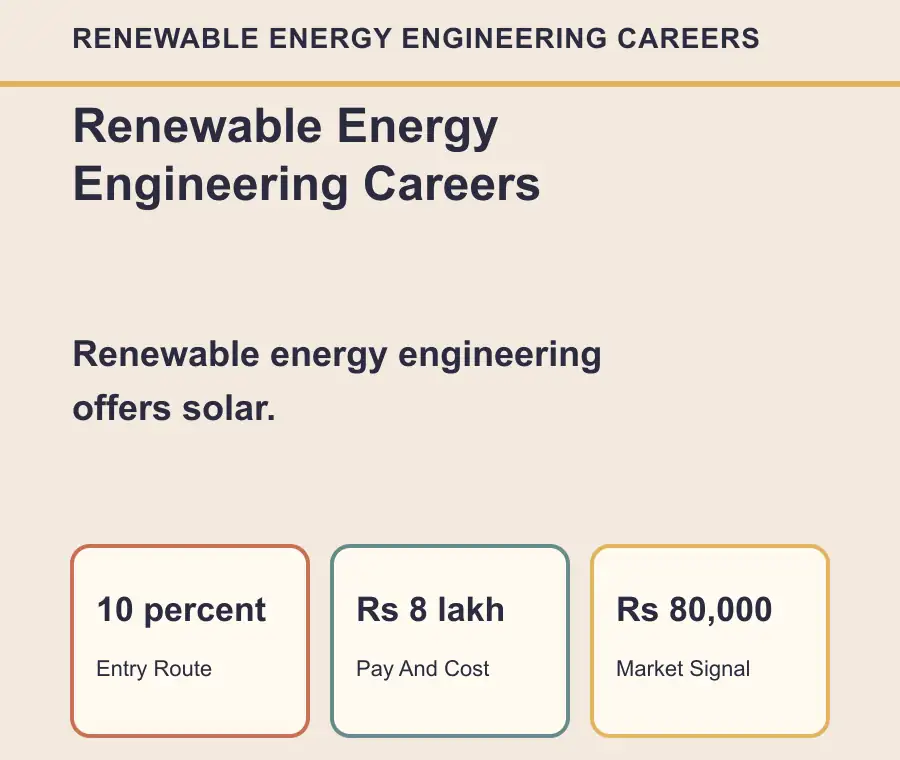 RENEWABLE ENERGY ENGINEERING CAREERS
Renewable Energy
Engineering Careers
Renewable energy engineering
offers solar.
10 percent
Entry Route
Rs 8 lakh
Pay And Cost
Rs 80,000
Market Signal